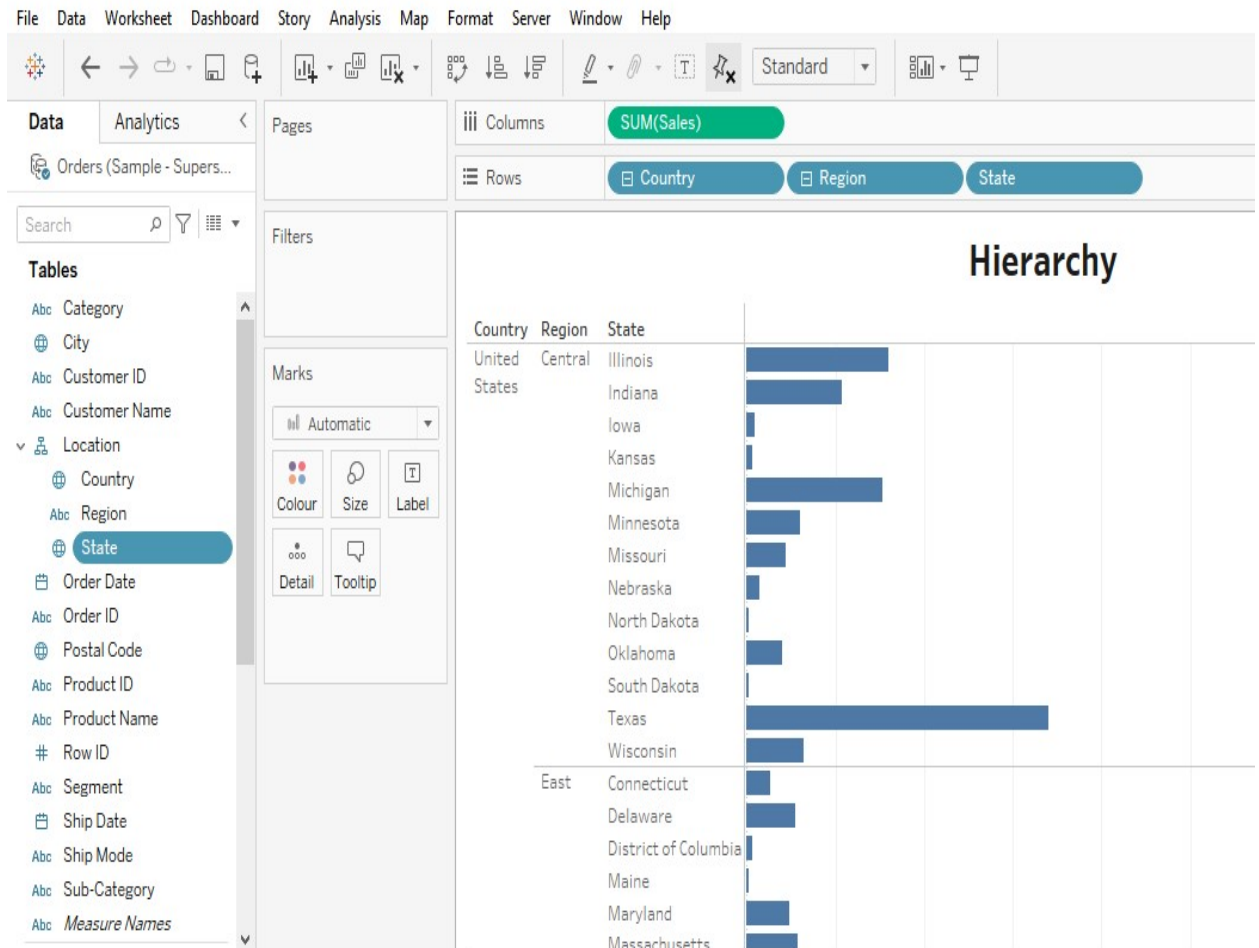 File Data Worksheet Dashboard Story Analysis Map Format Server Window Help
Standard
Data Analytics
Orders (Sample - Supers...
Search
Tables
Abc Category
City
Abc Customer ID
Abc Customer Name
Location
Country
Abc Region
State
Order Date
Abc Order ID
Postal Code
Abc Product ID
Abc Product Name
# Row ID
Abc Segment
Ship Date
Abc Ship Mode
Abc Sub-Category
Abc Measure Names
Pages
Filters
Marks
Automatic
Colour Size Label
Detail Tooltip
Columns SUM(Sales)
Rows Country Region State
Hierarchy
Country Region State
United States Central Illinois
Indiana
Iowa
Kansas
Michigan
Minnesota
Missouri
Nebraska
North Dakota
Oklahoma
South Dakota
Texas
Wisconsin
East Connecticut
Delaware
District of Columbia
Maine
Maryland
Massachusetts